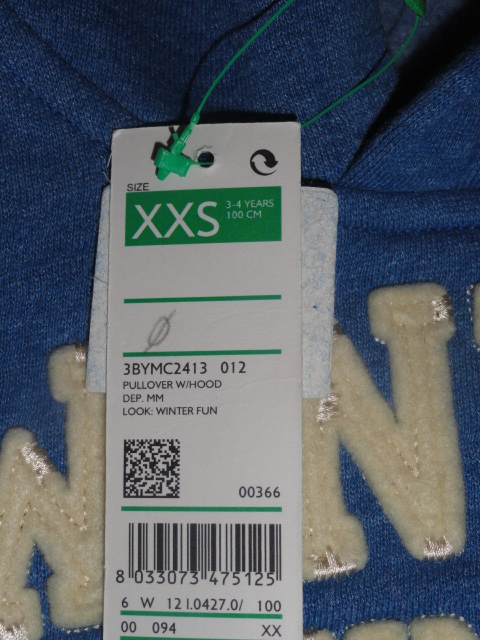 SIZE
XXS 3-4 YEARS
100 CM
3BYMC2413 012
PULLOVER W/HOOD
DEP. MM
LOOK: WINTER FUN
00366
8 033073 475125
6 W 12 1.0427.0/ 100
00 094 XX
N